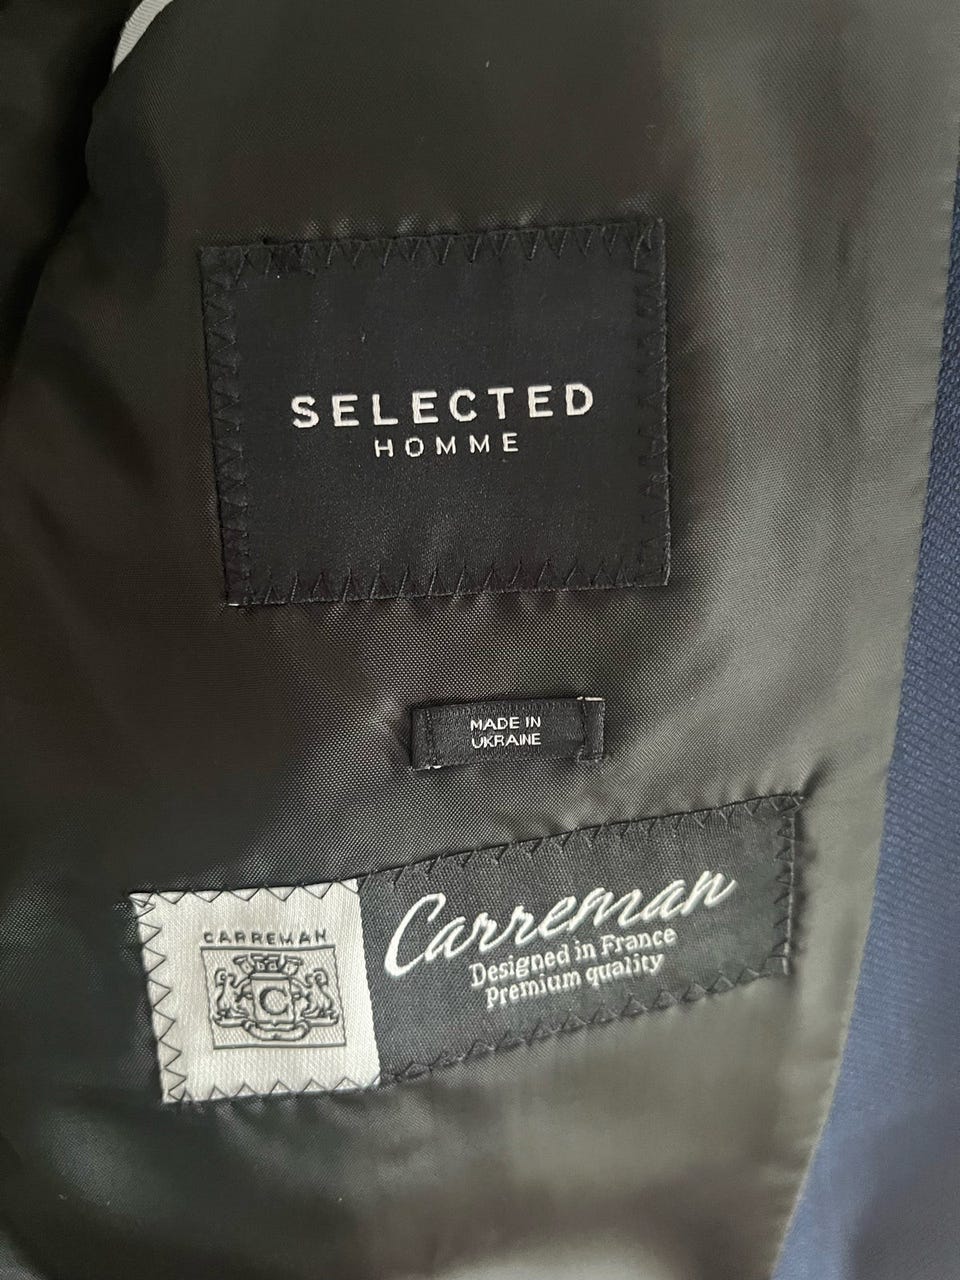 SELECTED
HOMME
MADE IN
UKRAINE
CARREMAN
C
Carreman
Designed in France
Premium quality